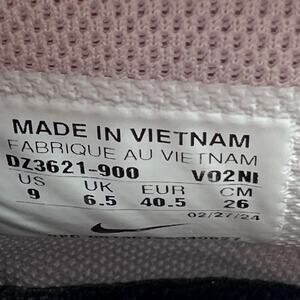 MADE IN VIETNAM
FABRIQUE AU VIETNAM
DZ3621-900 VO2NI
US UK EUR CM
9 6.5 40.5 26
02/27/24